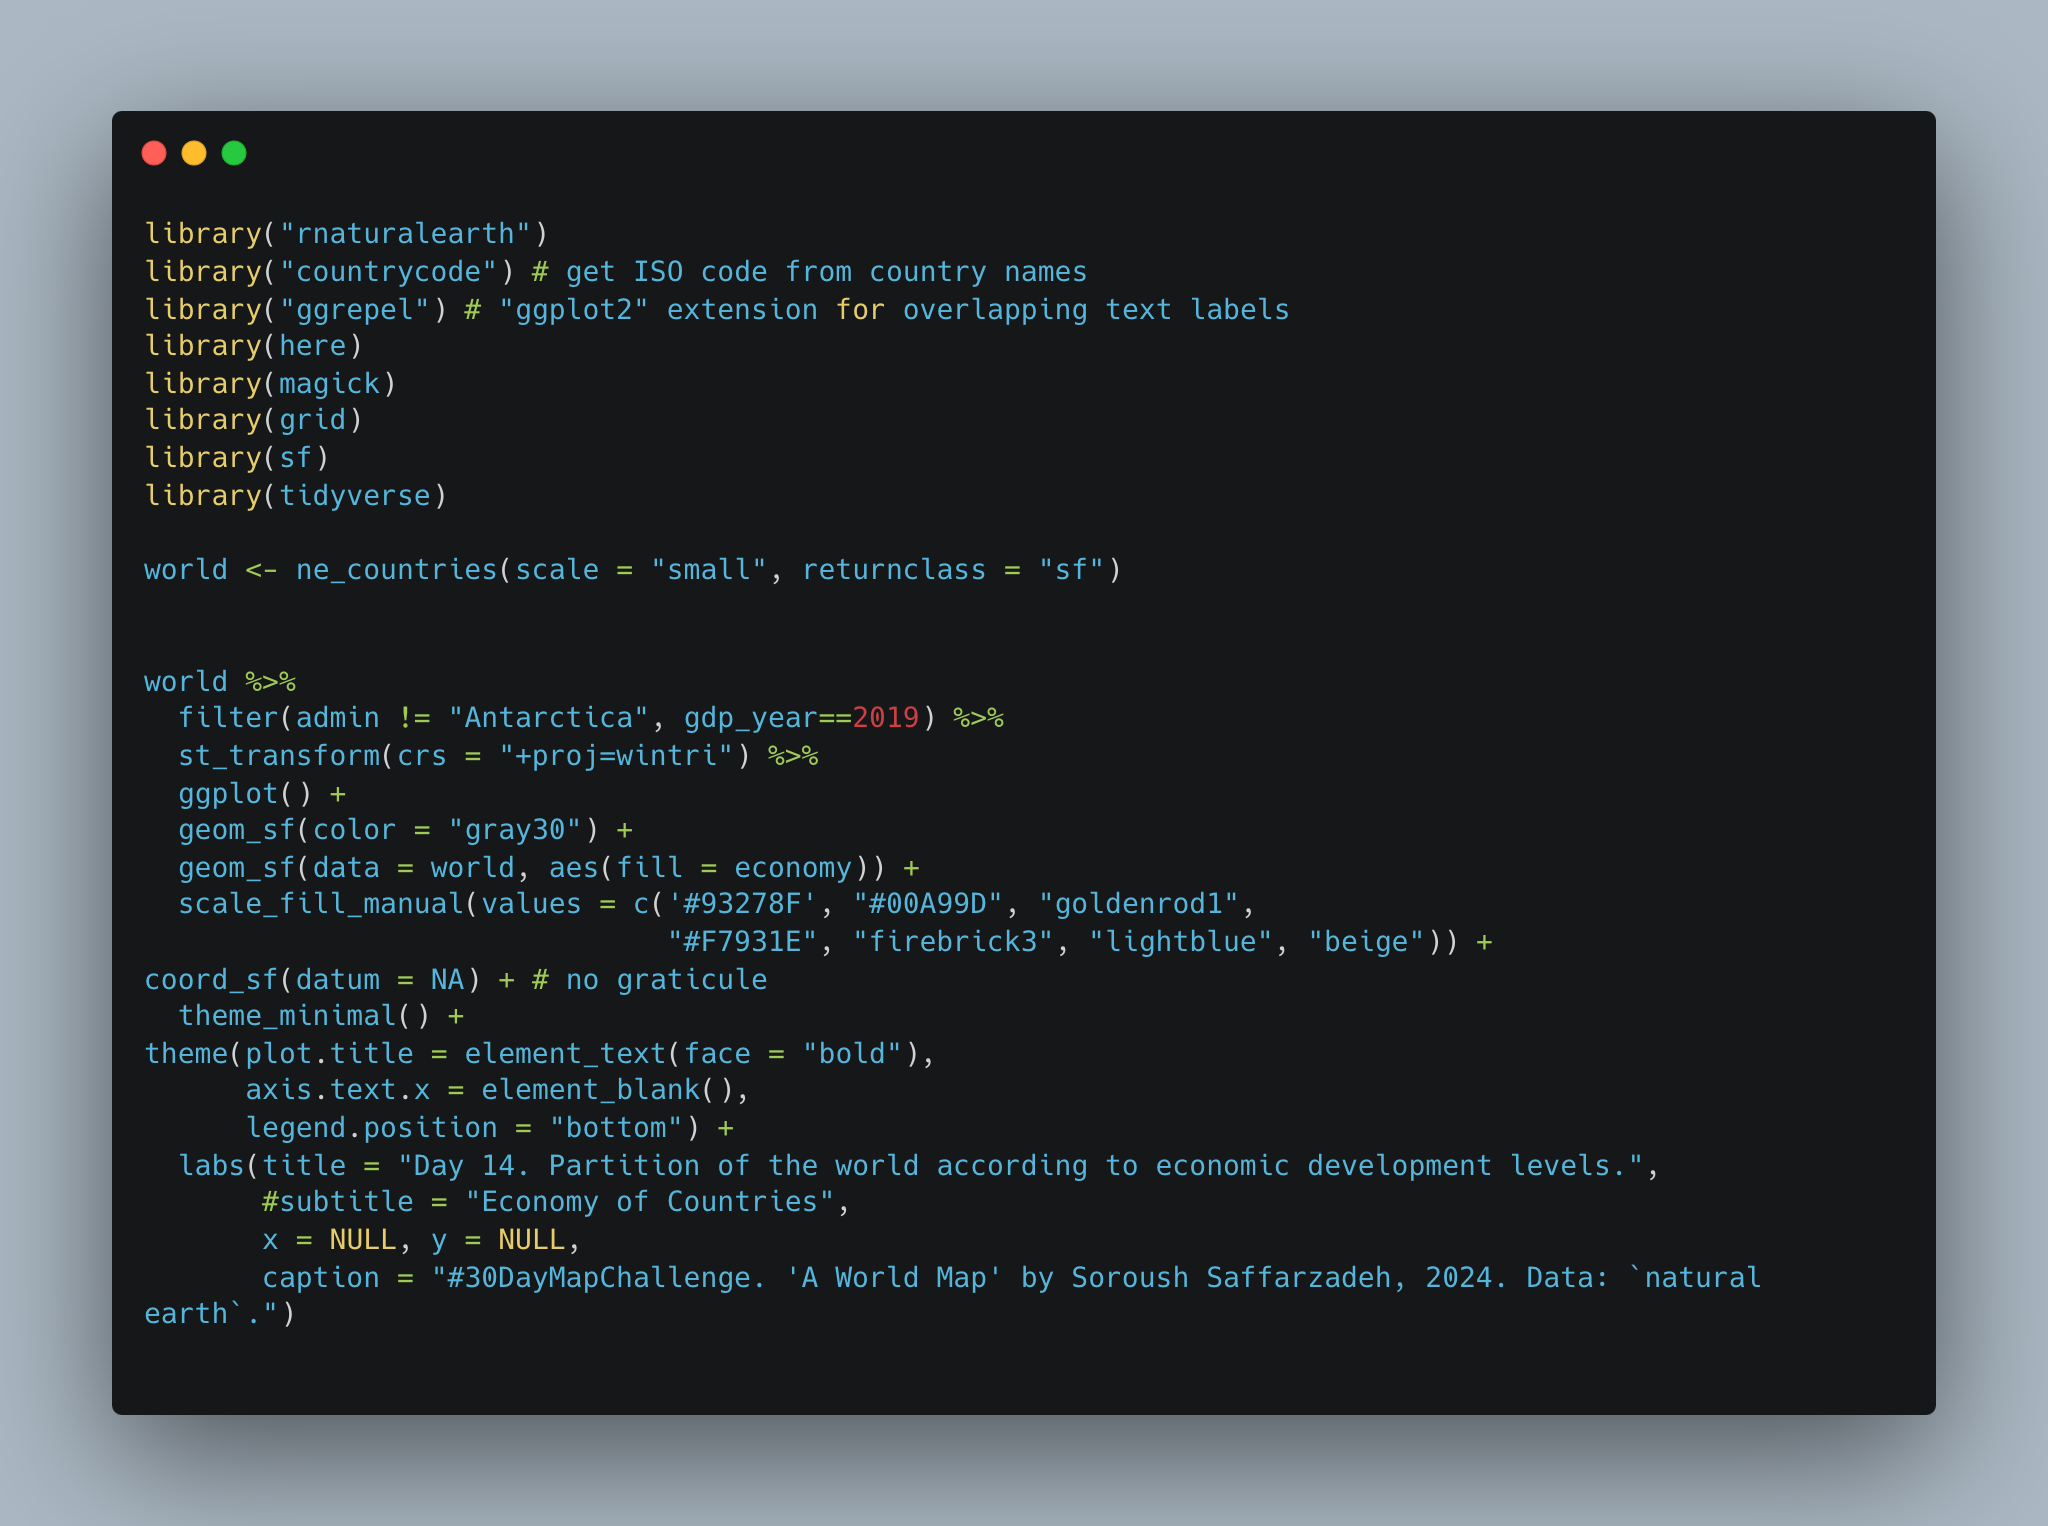 library("rnaturalearth")
library("countrycode") # get ISO code from country names
library("ggrepel") # "ggplot2" extension for overlapping text labels
library(here)
library(magick)
library(grid)
library(sf)
library(tidyverse)

world <- ne_countries(scale = "small", returnclass = "sf")


world %>%
  filter(admin != "Antarctica", gdp_year==2019) %>%
  st_transform(crs = "+proj=wintri") %>%
  ggplot() +
  geom_sf(color = "gray30") +
  geom_sf(data = world, aes(fill = economy)) +
  scale_fill_manual(values = c('#93278F', "#00A99D", "goldenrod1",
                               "#F7931E", "firebrick3", "lightblue", "beige")) +
coord_sf(datum = NA) + # no graticule
  theme_minimal() +
theme(plot.title = element_text(face = "bold"),
      axis.text.x = element_blank(),
      legend.position = "bottom") +
  labs(title = "Day 14. Partition of the world according to economic development levels.",
       #subtitle = "Economy of Countries",
       x = NULL, y = NULL,
       caption = "#30DayMapChallenge. 'A World Map' by Soroush Saffarzadeh, 2024. Data: `natural
earth`.")